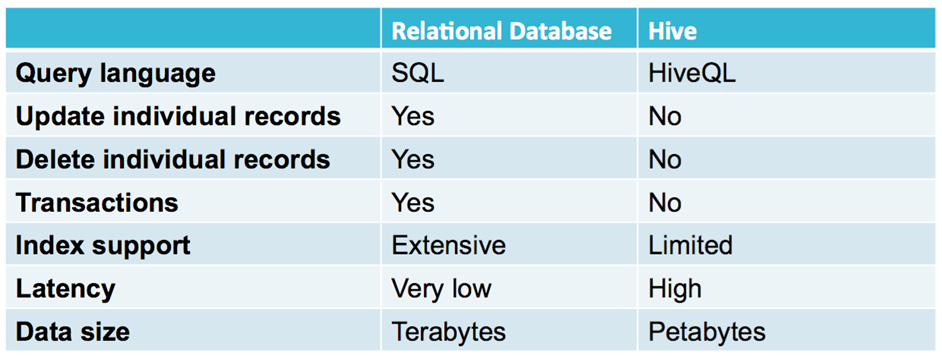 Relational Database Hive
Query language SQL HiveQL
Update individual records Yes No
Delete individual records Yes No
Transactions Yes No
Index support Extensive Limited
Latency Very low High
Data size Terabytes Petabytes